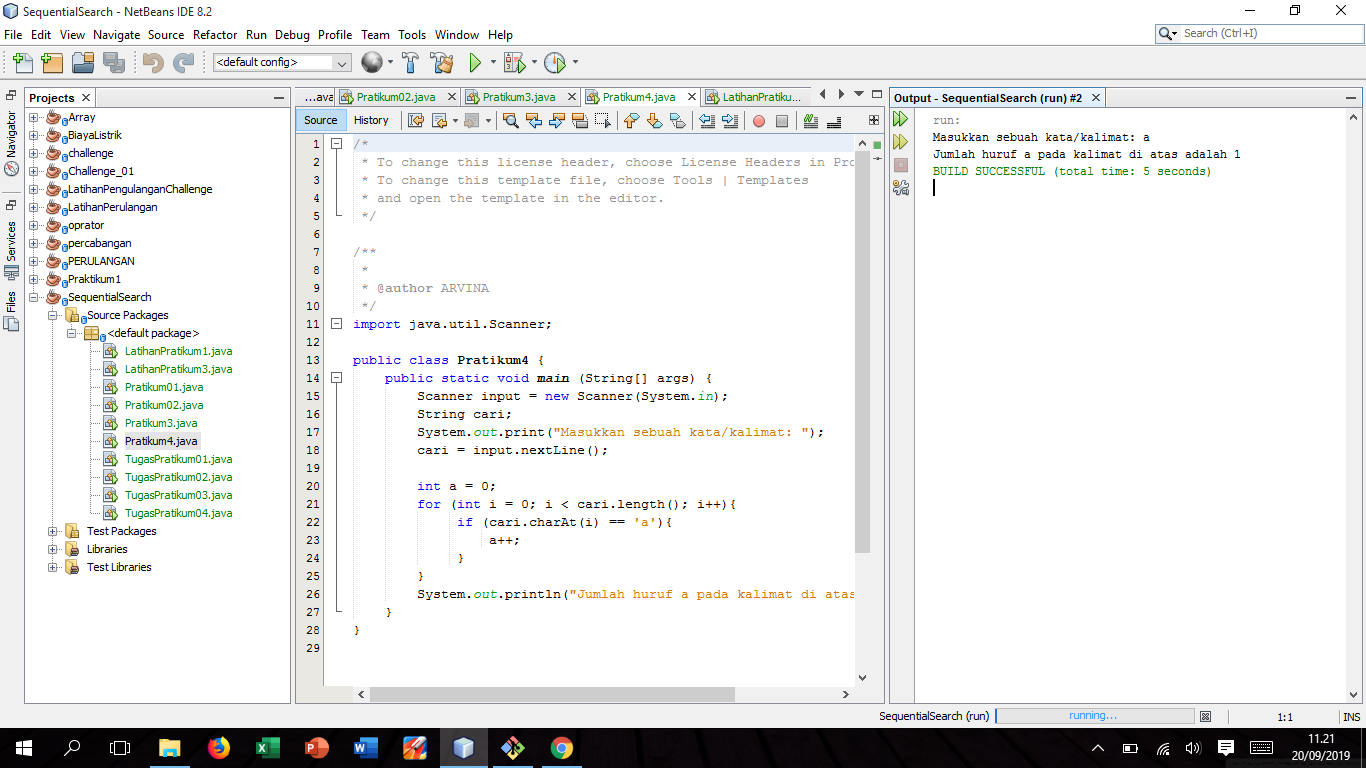 SequentialSearch - NetBeans IDE 8.2
File Edit View Navigate Source Refactor Run Debug Profile Team Tools Window Help
Search (Ctrl+I)
<default config>
Navigator
Services
Files
Projects
Array
BiayaListrik
challenge
Challenge_01
LatihanPengulanganChallenge
LatihanPerulangan
oprator
percabangan
PERULANGAN
Praktikum1
SequentialSearch
Source Packages
<default package>
LatihanPratikum1.java
LatihanPratikum3.java
Pratikum01.java
Pratikum02.java
Pratikum3.java
Pratikum4.java
TugasPratikum01.java
TugasPratikum02.java
TugasPratikum03.java
TugasPratikum04.java
Test Packages
Libraries
Test Libraries
...ava Pratikum02.java Pratikum3.java Pratikum4.java LatihanPratiku...
Source History
1 /*
2 * To change this license header, choose License Headers in Pro
3 * To change this template file, choose Tools | Templates
4 * and open the template in the editor.
5 */
6
7 /**
8 *
9 * @author ARVINA
10 */
11 import java.util.Scanner;
12
13 public class Pratikum4 {
14 public static void main (String[] args) {
15 Scanner input = new Scanner(System.in);
16 String cari;
17 System.out.print("Masukkan sebuah kata/kalimat: ");
18 cari = input.nextLine();
19
20 int a = 0;
21 for (int i = 0; i < cari.length(); i++){
22 if (cari.charAt(i) == 'a'){
23 a++;
24 }
25 }
26 System.out.println("Jumlah huruf a pada kalimat di atas
27 }
28 }
29
Output - SequentialSearch (run) #2
run:
Masukkan sebuah kata/kalimat: a
Jumlah huruf a pada kalimat di atas adalah 1
BUILD SUCCESSFUL (total time: 5 seconds)
SequentialSearch (run) running... 1:1 INS
11.21
20/09/2019